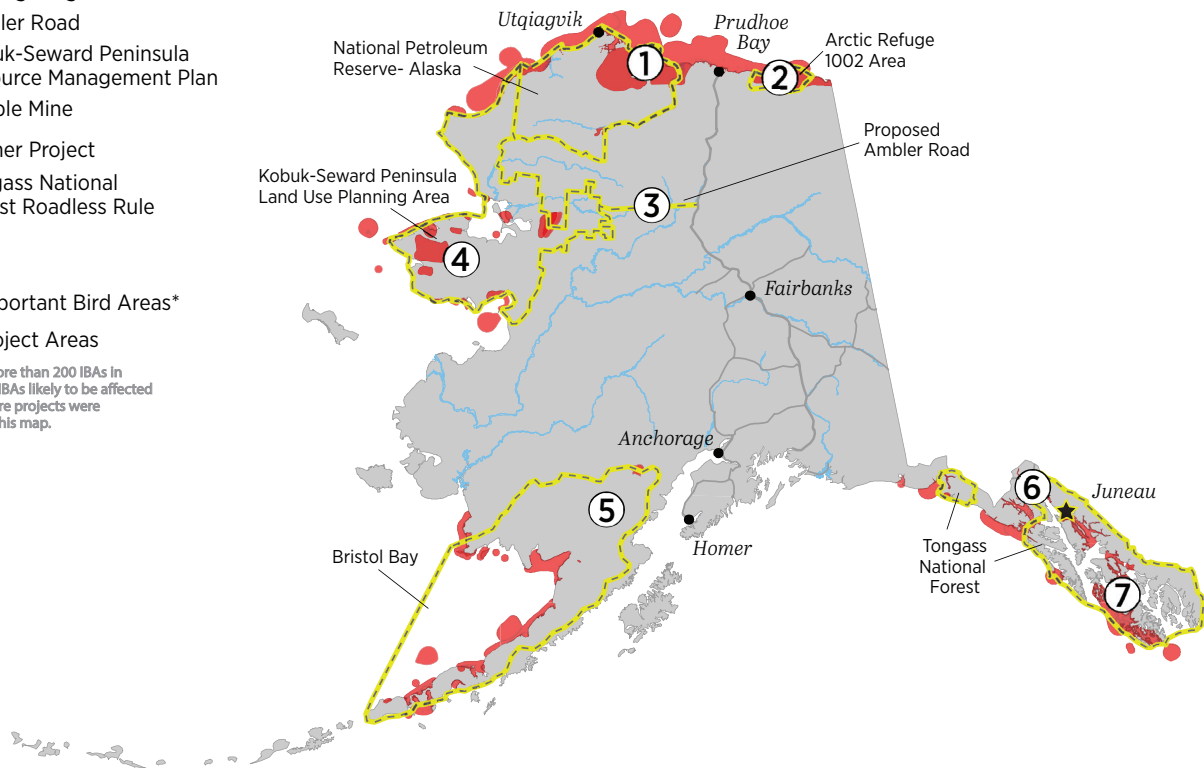 ler Road
uk-Seward Peninsula
ource Management Plan
ble Mine
ner Project
gass National
st Roadless Rule
portant Bird Areas*
ject Areas
ore than 200 IBAs in
IBAs likely to be affected
re projects were
his map.
Utqiagvik
Prudhoe
Bay
National Petroleum
Reserve- Alaska
Arctic Refuge
1002 Area
1
2
Proposed
Ambler Road
Kobuk-Seward Peninsula
Land Use Planning Area
3
4
Fairbanks
Anchorage
5
6
Juneau
Homer
Bristol Bay
Tongass
National
Forest
7